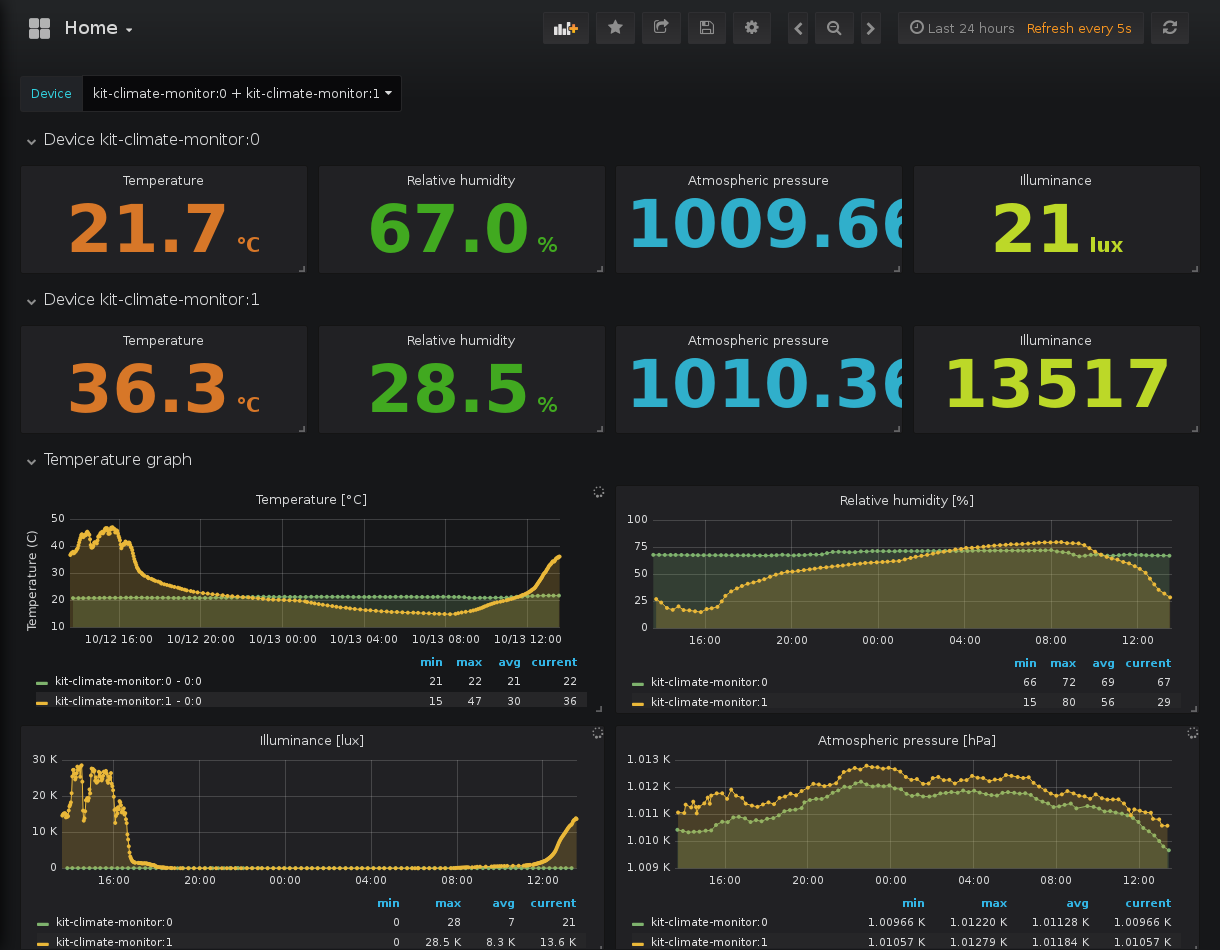 Home
Last 24 hours Refresh every 5s
Device kit-climate-monitor:0 + kit-climate-monitor:1
Device kit-climate-monitor:0
Temperature Relative humidity Atmospheric pressure Illuminance
21.7 °C 67.0 % 1009.66 21 lux
Device kit-climate-monitor:1
Temperature Relative humidity Atmospheric pressure Illuminance
36.3 °C 28.5 % 1010.36 13517
Temperature graph
Temperature [°C]
Temperature (C)
50
40
30
20
10
10/12 16:00 10/12 20:00 10/13 00:00 10/13 04:00 10/13 08:00 10/13 12:00
min max avg current
kit-climate-monitor:0 - 0:0 21 22 21 22
kit-climate-monitor:1 - 0:0 15 47 30 36
Relative humidity [%]
100
75
50
25
0
16:00 20:00 00:00 04:00 08:00 12:00
min max avg current
kit-climate-monitor:0 66 72 69 67
kit-climate-monitor:1 15 80 56 29
Illuminance [lux]
30 K
20 K
10 K
0
16:00 20:00 00:00 04:00 08:00 12:00
min max avg current
kit-climate-monitor:0 0 28 7 21
kit-climate-monitor:1 0 28.5 K 8.3 K 13.6 K
Atmospheric pressure [hPa]
1.013 K
1.012 K
1.011 K
1.010 K
1.009 K
16:00 20:00 00:00 04:00 08:00 12:00
min max avg current
kit-climate-monitor:0 1.00966 K 1.01220 K 1.01128 K 1.00966 K
kit-climate-monitor:1 1.01057 K 1.01279 K 1.01184 K 1.01057 K